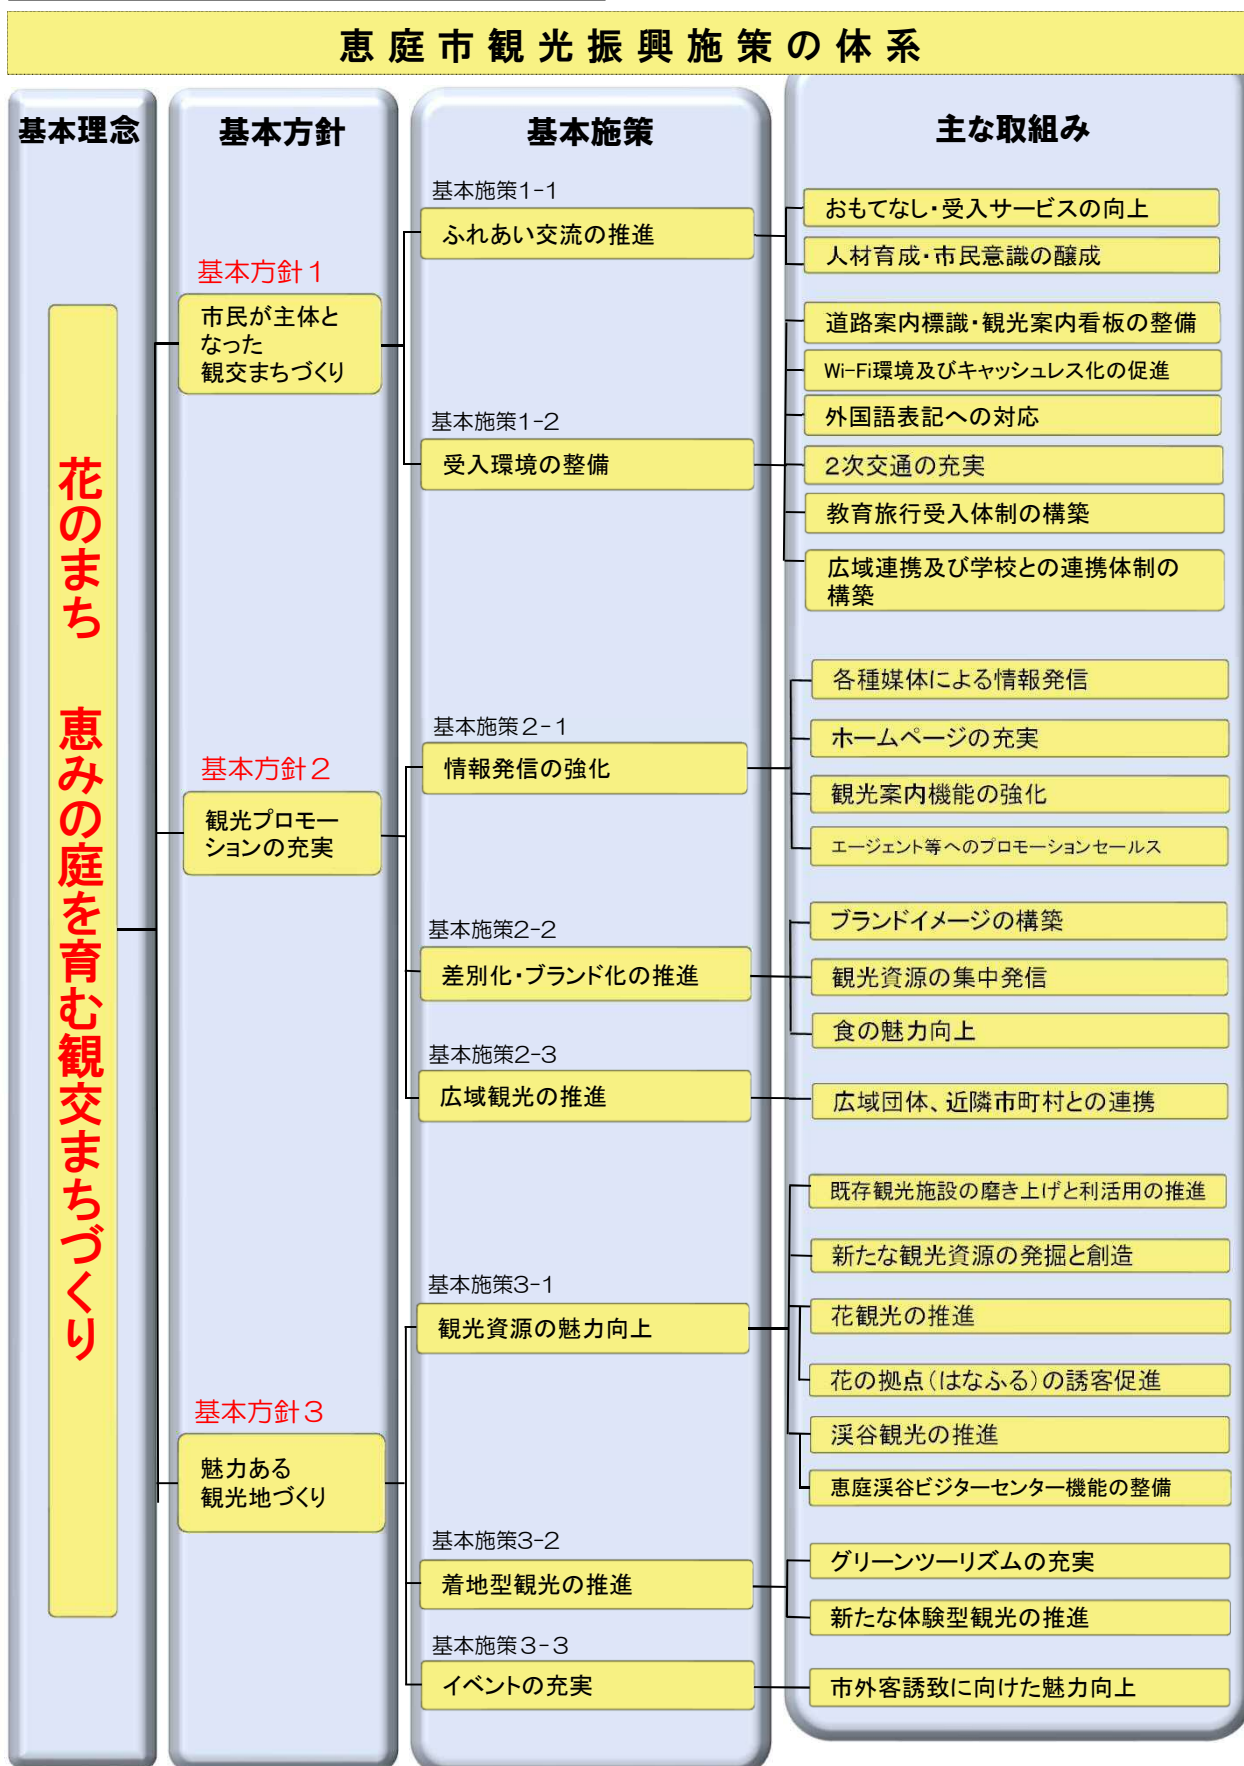 恵庭市観光振興施策の体系
基本理念
基本方針
基本施策
主な取組み
花のまち　恵みの庭を育む観交まちづくり
基本方針1
市民が主体と
なった
観交まちづくり
基本施策1-1
ふれあい交流の推進
おもてなし・受入サービスの向上
人材育成・市民意識の醸成
基本施策1-2
受入環境の整備
道路案内標識・観光案内看板の整備
Wi-Fi環境及びキャッシュレス化の促進
外国語表記への対応
2次交通の充実
教育旅行受入体制の構築
広域連携及び学校との連携体制の
構築
基本方針2
観光プロモー
ションの充実
基本施策2-1
情報発信の強化
各種媒体による情報発信
ホームページの充実
観光案内機能の強化
エージェント等へのプロモーションセールス
基本施策2-2
差別化・ブランド化の推進
ブランドイメージの構築
観光資源の集中発信
食の魅力向上
基本施策2-3
広域観光の推進
広域団体、近隣市町村との連携
基本方針3
魅力ある
観光地づくり
基本施策3-1
観光資源の魅力向上
既存観光施設の磨き上げと利活用の推進
新たな観光資源の発掘と創造
花観光の推進
花の拠点(はなふる)の誘客促進
渓谷観光の推進
恵庭渓谷ビジターセンター機能の整備
基本施策3-2
着地型観光の推進
グリーンツーリズムの充実
新たな体験型観光の推進
基本施策3-3
イベントの充実
市外客誘致に向けた魅力向上